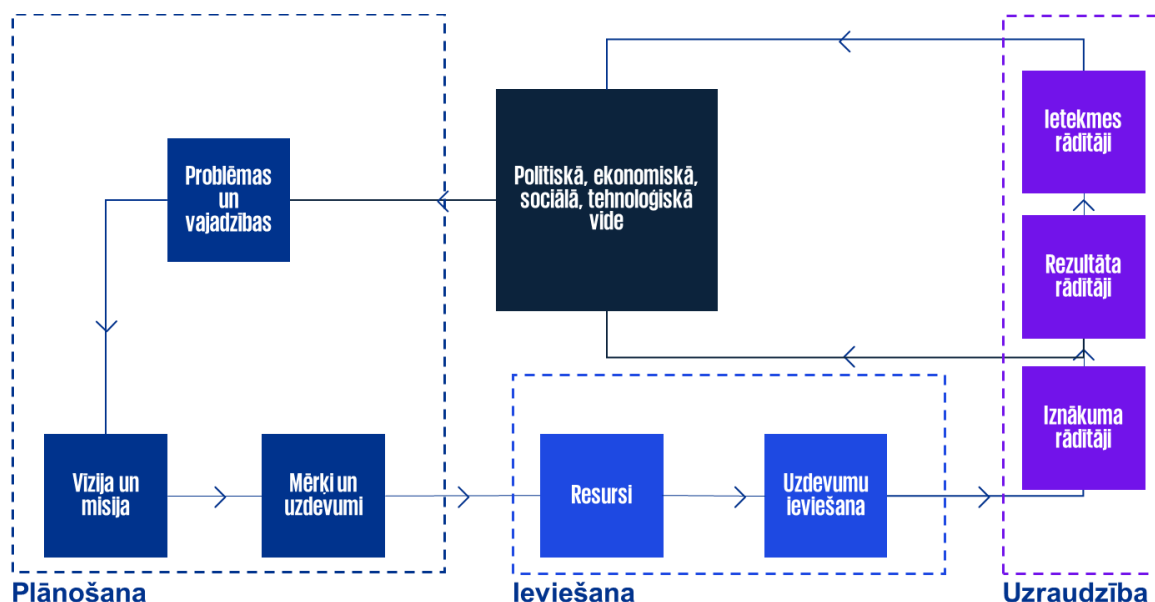 Problēmas
un
vajadzības
Politiskā, ekonomiskā,
sociālā, tehnoloģiskā
vide
Ietekmes
rādītāji
Rezultāta
rādītāji
Iznākuma
rādītāji
Vīzija un
misija
Mērķi un
uzdevumi
Resursi
Uzdevumu
ieviešana
Plānošana
Ieviešana
Uzraudzība